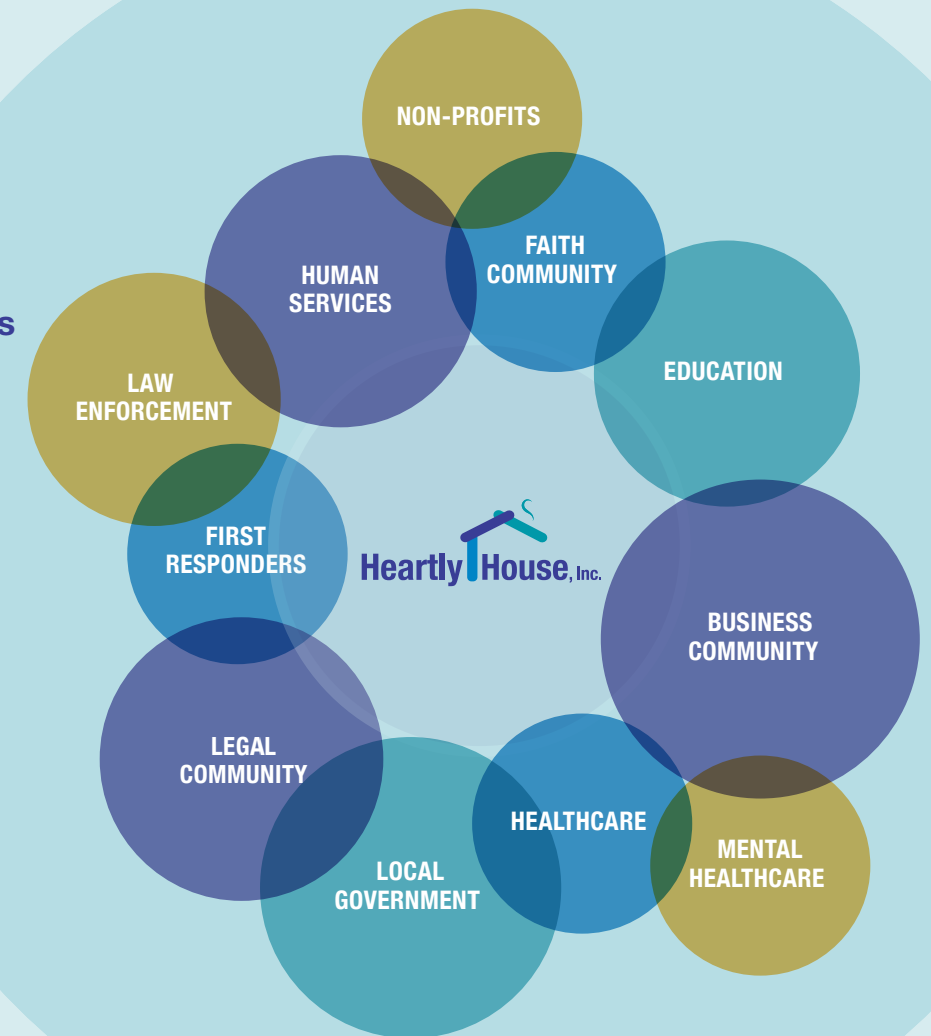 NON-PROFITS
FAITH
COMMUNITY
HUMAN
SERVICES
s
EDUCATION
LAW
ENFORCEMENT
FIRST
RESPONDERS
Heartly House, Inc.
BUSINESS
COMMUNITY
LEGAL
COMMUNITY
HEALTHCARE
MENTAL
HEALTHCARE
LOCAL
GOVERNMENT